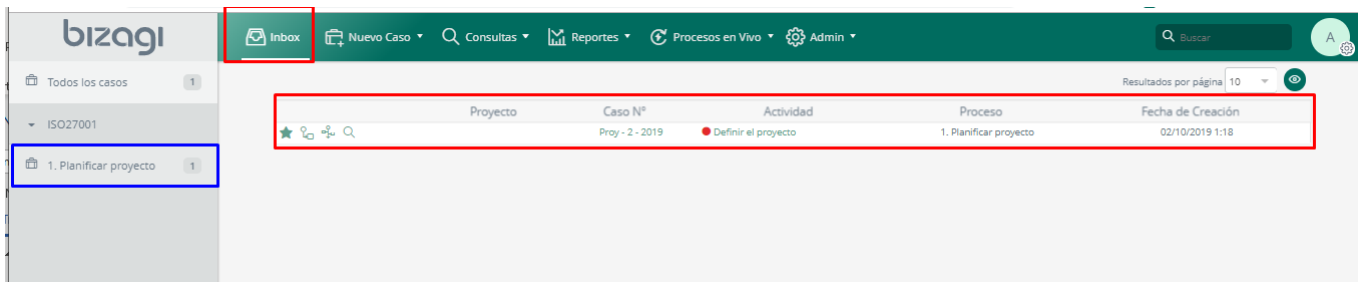 bizagi
Inbox Nuevo Caso Consultas Reportes Procesos en Vivo Admin Buscar A
Todos los casos 1
Resultados por página 10
ISO27001
Proyecto Caso Nº Actividad Proceso Fecha de Creación
Proy - 2 - 2019 Definir el proyecto 1. Planificar proyecto 02/10/2019 1:18
1. Planificar proyecto 1